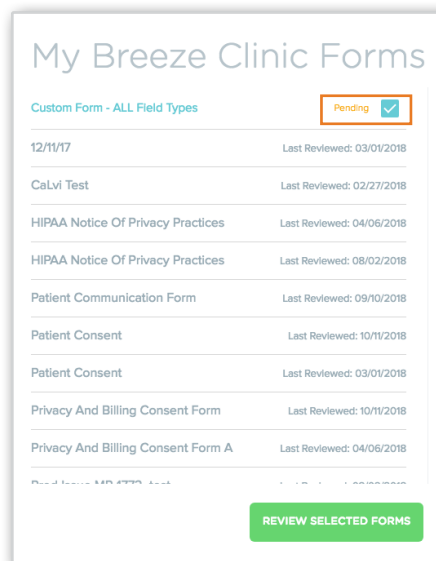 My Breeze Clinic Forms
Custom Form - ALL Field Types Pending
12/11/17 Last Reviewed: 03/01/2018
CaLvi Test Last Reviewed: 02/27/2018
HIPAA Notice Of Privacy Practices Last Reviewed: 04/06/2018
HIPAA Notice Of Privacy Practices Last Reviewed: 08/02/2018
Patient Communication Form Last Reviewed: 09/10/2018
Patient Consent Last Reviewed: 10/11/2018
Patient Consent Last Reviewed: 03/01/2018
Privacy And Billing Consent Form Last Reviewed: 10/11/2018
Privacy And Billing Consent Form A Last Reviewed: 04/06/2018
REVIEW SELECTED FORMS